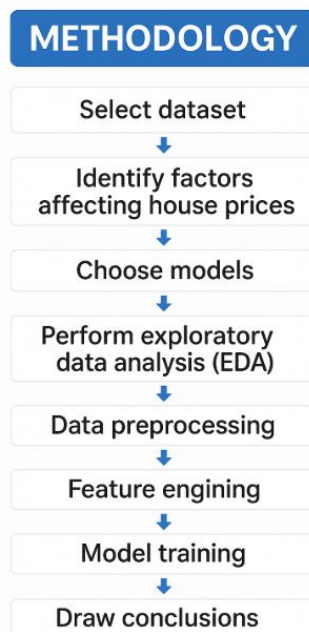 METHODOLOGY
Select dataset
Identify factors
affecting house prices
Choose models
Perform exploratory
data analysis (EDA)
Data preprocessing
Feature engining
Model training
Draw conclusions